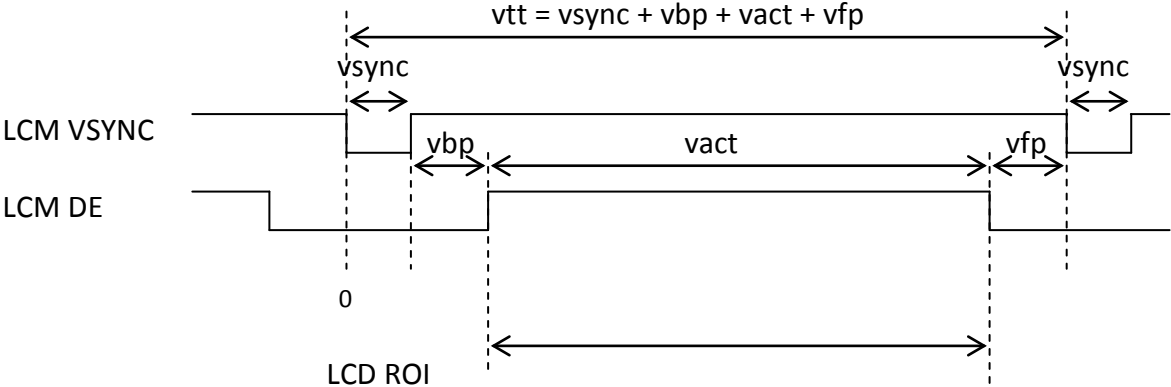 vtt = vsync + vbp + vact + vfp
vsync
vsync
LCM VSYNC
vbp
vact
vfp
LCM DE
0
LCD ROI